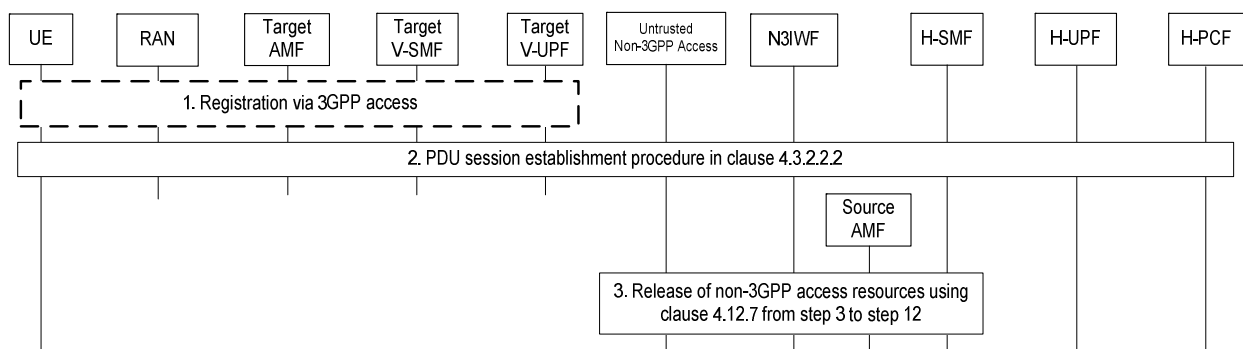 UE
RAN
Target
AMF
Target
V-SMF
Target
V-UPF
Untrusted
Non-3GPP Access
N3IWF
H-SMF
H-UPF
H-PCF
1. Registration via 3GPP access
2. PDU session establishment procedure in clause 4.3.2.2.2
Source
AMF
3. Release of non-3GPP access resources using
clause 4.12.7 from step 3 to step 12